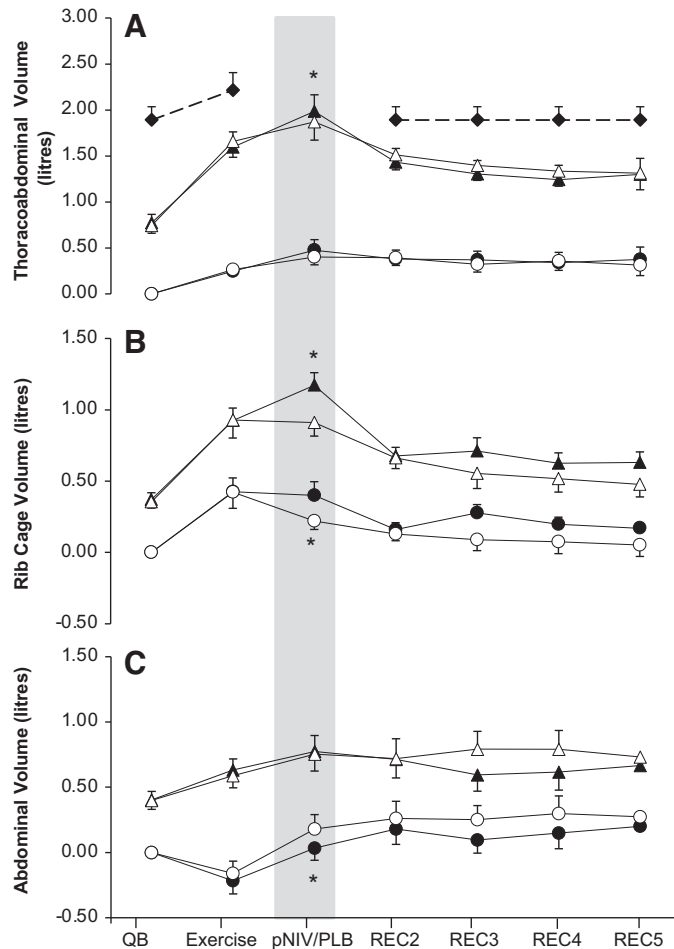 A
Thoracoabdominal Volume
(litres)
3.00
2.50
2.00
1.50
1.00
0.50
0.00
*
B
Rib Cage Volume (litres)
1.50
1.00
0.50
0.00
-0.50
*
*
C
Abdominal Volume (litres)
1.50
1.00
0.50
0.00
-0.50
*
QB Exercise pNIV/PLB REC2 REC3 REC4 REC5